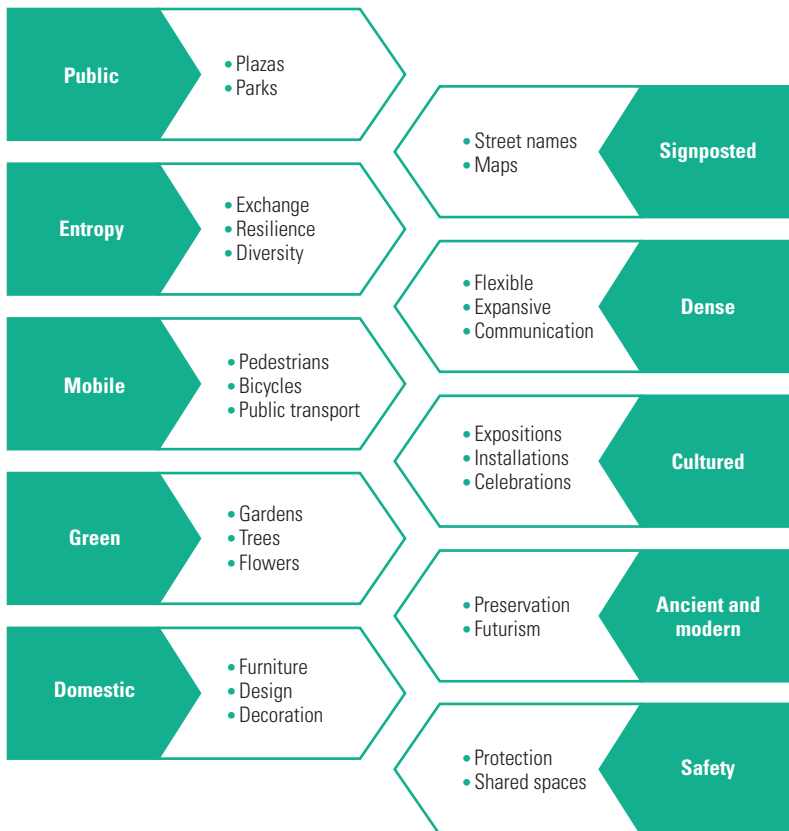 Public
• Plazas
• Parks
Signposted
• Street names
• Maps
Entropy
• Exchange
• Resilience
• Diversity
Dense
• Flexible
• Expansive
• Communication
Mobile
• Pedestrians
• Bicycles
• Public transport
Cultured
• Expositions
• Installations
• Celebrations
Green
• Gardens
• Trees
• Flowers
Ancient and
modern
• Preservation
• Futurism
Domestic
• Furniture
• Design
• Decoration
Safety
• Protection
• Shared spaces